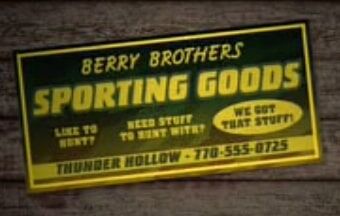 BERRY BROTHERS
SPORTING GOODS
LIKE TO
HUNT?
NEED STUFF
TO HUNT WITH?
WE GOT
THAT STUFF!
THUNDER HOLLOW - 770-555-0725